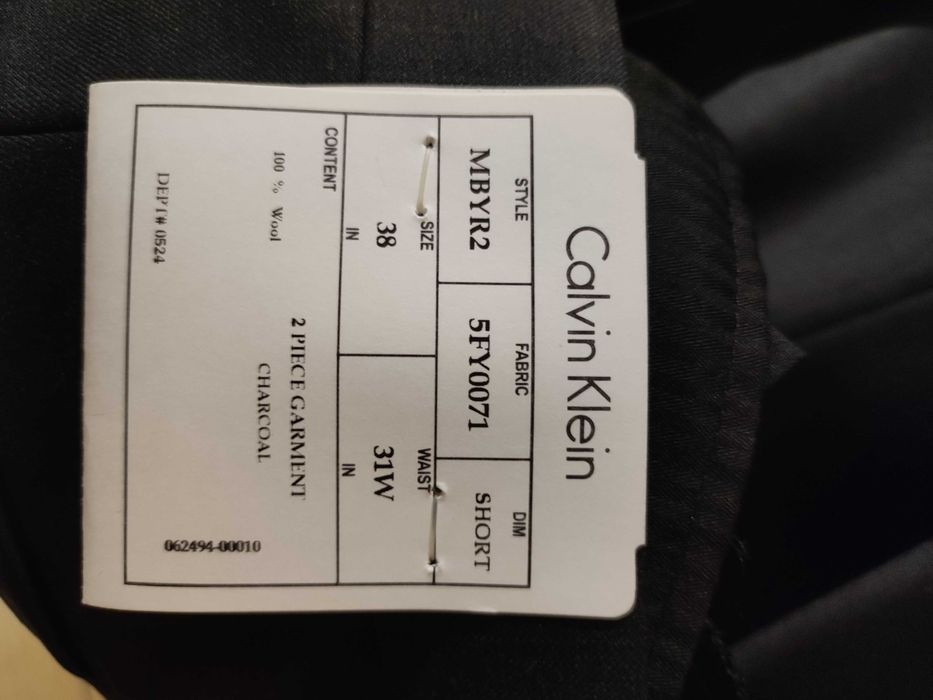 Calvin Klein
STYLE FABRIC DIM
MBYR2 5FY0071 SHORT
SIZE WAIST
38 31W
IN IN
CONTENT
2 PIECE GARMENT
100 % Wool CHARCOAL
DEPT# 0524 062494-00010